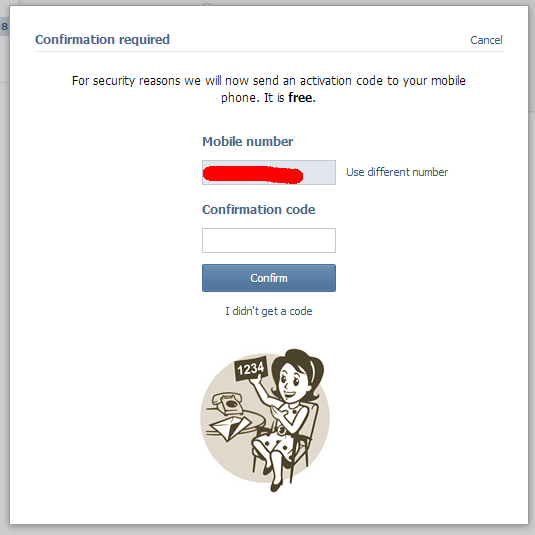 8
Confirmation required
Cancel
For security reasons we will now send an activation code to your mobile
phone. It is free.
Mobile number
Use different number
Confirmation code
Confirm
I didn't get a code
1234